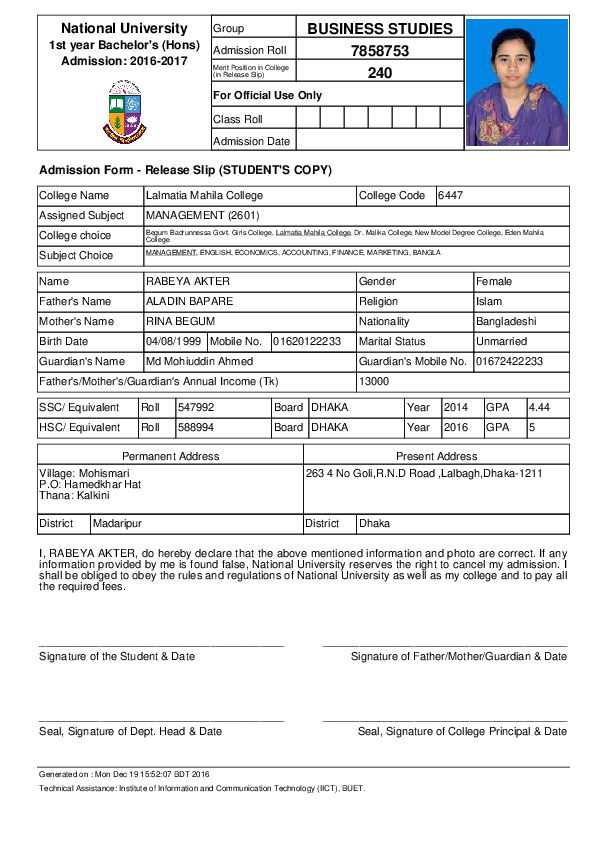 National University
1st year Bachelor's (Hons)
Admission: 2016-2017
Group BUSINESS STUDIES
Admission Roll 7858753
Merit Position in College
(in Release Slip) 240
For Official Use Only
Class Roll
Admission Date
Admission Form - Release Slip (STUDENT'S COPY)
College Name Lalmatia Mahila College College Code 6447
Assigned Subject MANAGEMENT (2601)
College choice Begum Badrunnessa Govt. Girls College, Lalmatia Mahila College, Dr. Malika College, New Model Degree College, Eden Mahila
College
Subject Choice MANAGEMENT, ENGLISH, ECONOMICS, ACCOUNTING, FINANCE, MARKETING, BANGLA
Name RABEYA AKTER Gender Female
Father's Name ALADIN BAPARE Religion Islam
Mother's Name RINA BEGUM Nationality Bangladeshi
Birth Date 04/08/1999 Mobile No. 01620122233 Marital Status Unmarried
Guardian's Name Md Mohiuddin Ahmed Guardian's Mobile No. 01672422233
Father's/Mother's/Guardian's Annual Income (Tk) 13000
SSC/ Equivalent Roll 547992 Board DHAKA Year 2014 GPA 4.44
HSC/ Equivalent Roll 588994 Board DHAKA Year 2016 GPA 5
Permanent Address Present Address
Village: Mohismari 263 4 No Goli,R.N.D Road ,Lalbagh,Dhaka-1211
P.O: Hamedkhar Hat
Thana: Kalkini
District Madaripur District Dhaka
I, RABEYA AKTER, do hereby declare that the above mentioned information and photo are correct. If any
information provided by me is found false, National University reserves the right to cancel my admission. I
shall be obliged to obey the rules and regulations of National University as well as my college and to pay all
the required fees.
Signature of the Student & Date Signature of Father/Mother/Guardian & Date
Seal, Signature of Dept. Head & Date Seal, Signature of College Principal & Date
Generated on : Mon Dec 19 15:52:07 BDT 2016
Technical Assistance: Institute of Information and Communication Technology (IICT), BUET.